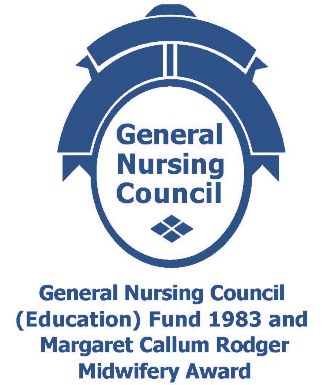 General
Nursing
Council
General Nursing Council
(Education) Fund 1983 and
Margaret Callum Rodger
Midwifery Award